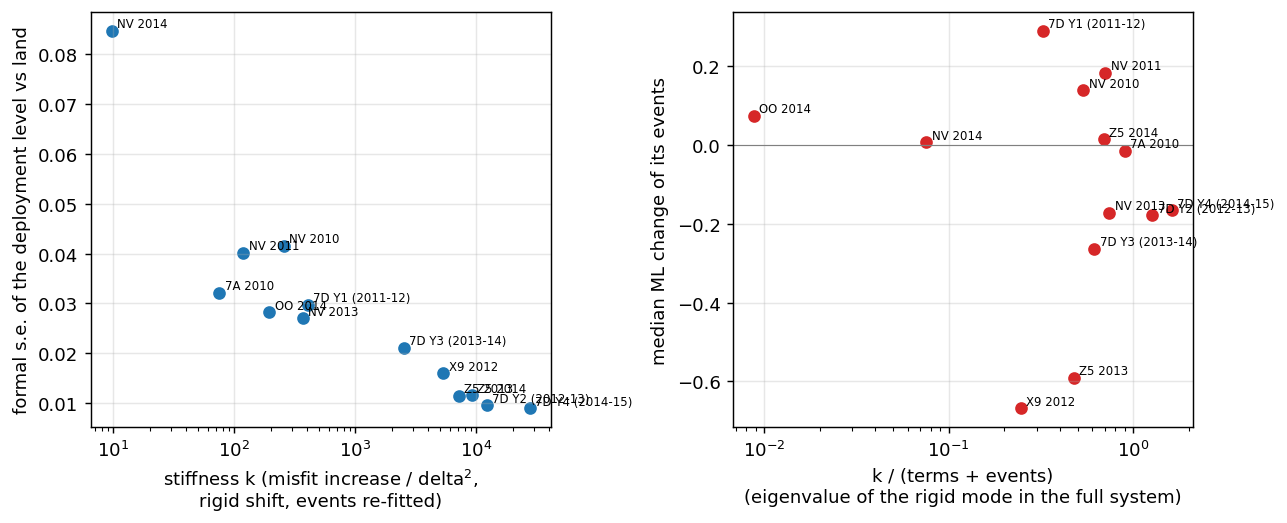 formal s.e. of the deployment level vs land
0.08
0.07
0.06
0.05
0.04
0.03
0.02
0.01
NV 2014
NV 2010
NV 2011
7A 2010
7D Y1 (2011-12)
OO 2014
NV 2013
7D Y3 (2013-14)
X9 2012
Z5 2013
Z5 2014
7D Y2 (2012-13)
7D Y4 (2014-15)
10¹
10²
10³
10⁴
stiffness k (misfit increase / delta²,
rigid shift, events re-fitted)
median ML change of its events
0.2
0.0
−0.2
−0.4
−0.6
7D Y1 (2011-12)
NV 2011
NV 2010
OO 2014
NV 2014
Z5 2014
7A 2010
NV 2013
7D Y4 (2014-15)
7D Y2 (2012-13)
7D Y3 (2013-14)
Z5 2013
X9 2012
10⁻²
10⁻¹
10⁰
k / (terms + events)
(eigenvalue of the rigid mode in the full system)